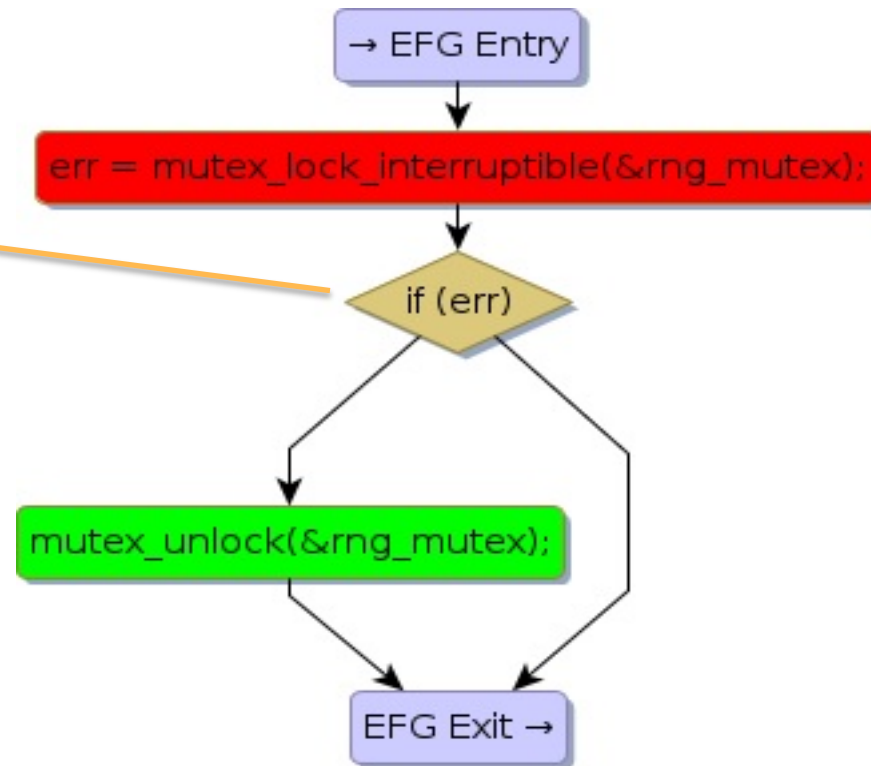 → EFG Entry
err = mutex_lock_interruptible(&rng_mutex);
if (err)
mutex_unlock(&rng_mutex);
EFG Exit →